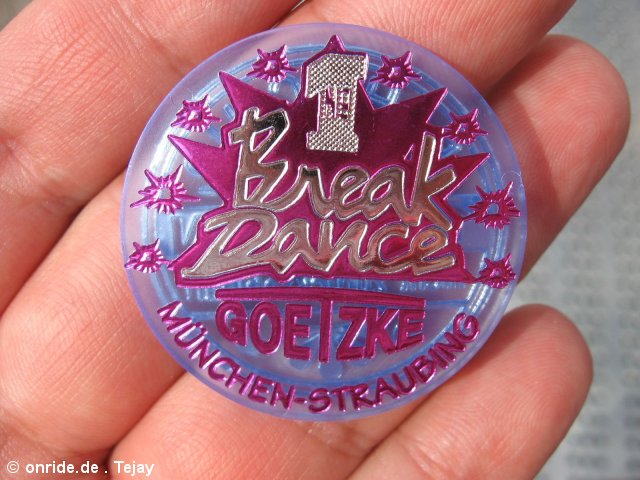 1
Break
Dance
GOETZKE
MÜNCHEN-STRAUBING
© onride.de . Tejay